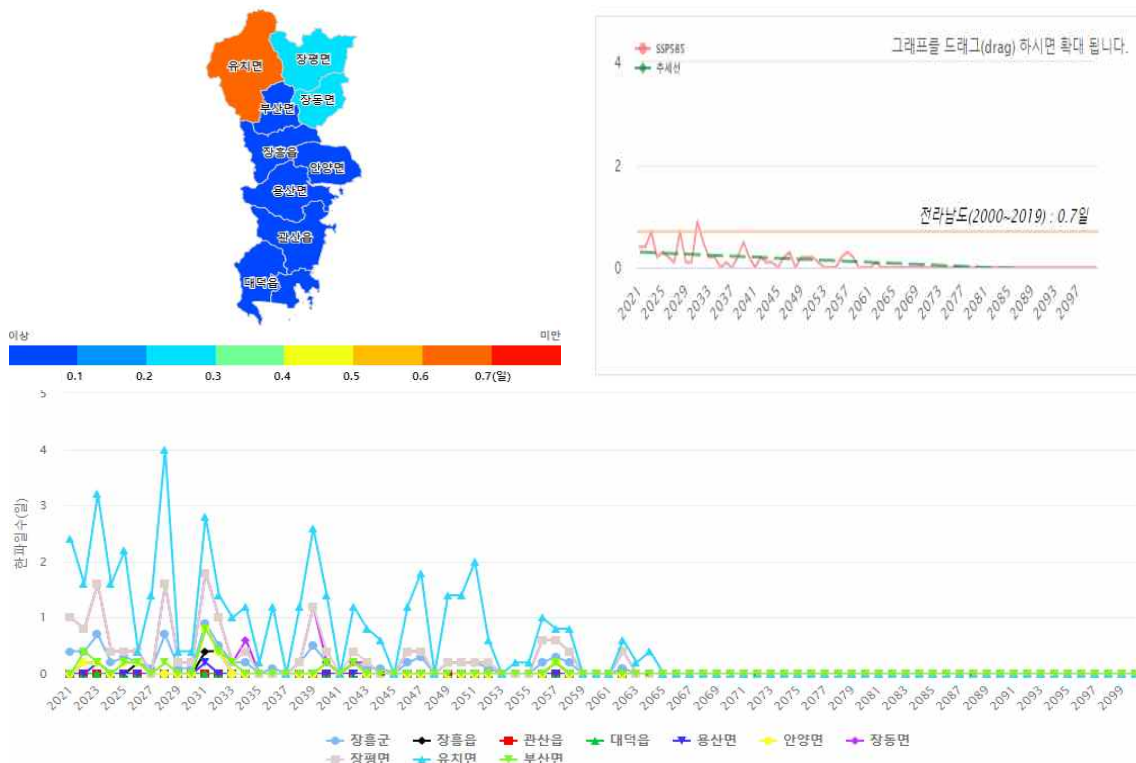 유치면
장평면
장동면
부산면
장흥읍
안양면
용산면
관산읍
대덕읍
이상 미만
0.1 0.2 0.3 0.4 0.5 0.6 0.7(일)
SSP585
추세선
그래프를 드래그(drag) 하시면 확대 됩니다.
4
2
0
전라남도(2000~2019) : 0.7일
2021 2025 2029 2033 2037 2041 2045 2049 2053 2057 2061 2065 2069 2073 2077 2081 2085 2089 2093 2097
한파일수(일)
5
4
3
2
1
0
2021 2023 2025 2027 2029 2031 2033 2035 2037 2039 2041 2043 2045 2047 2049 2051 2053 2055 2057 2059 2061 2063 2065 2067 2069 2071 2073 2075 2077 2079 2081 2083 2085 2087 2089 2091 2093 2095 2097 2099
장흥군 장흥읍 관산읍 대덕읍 용산면 안양면 장동면
장평면 유치면 부산면